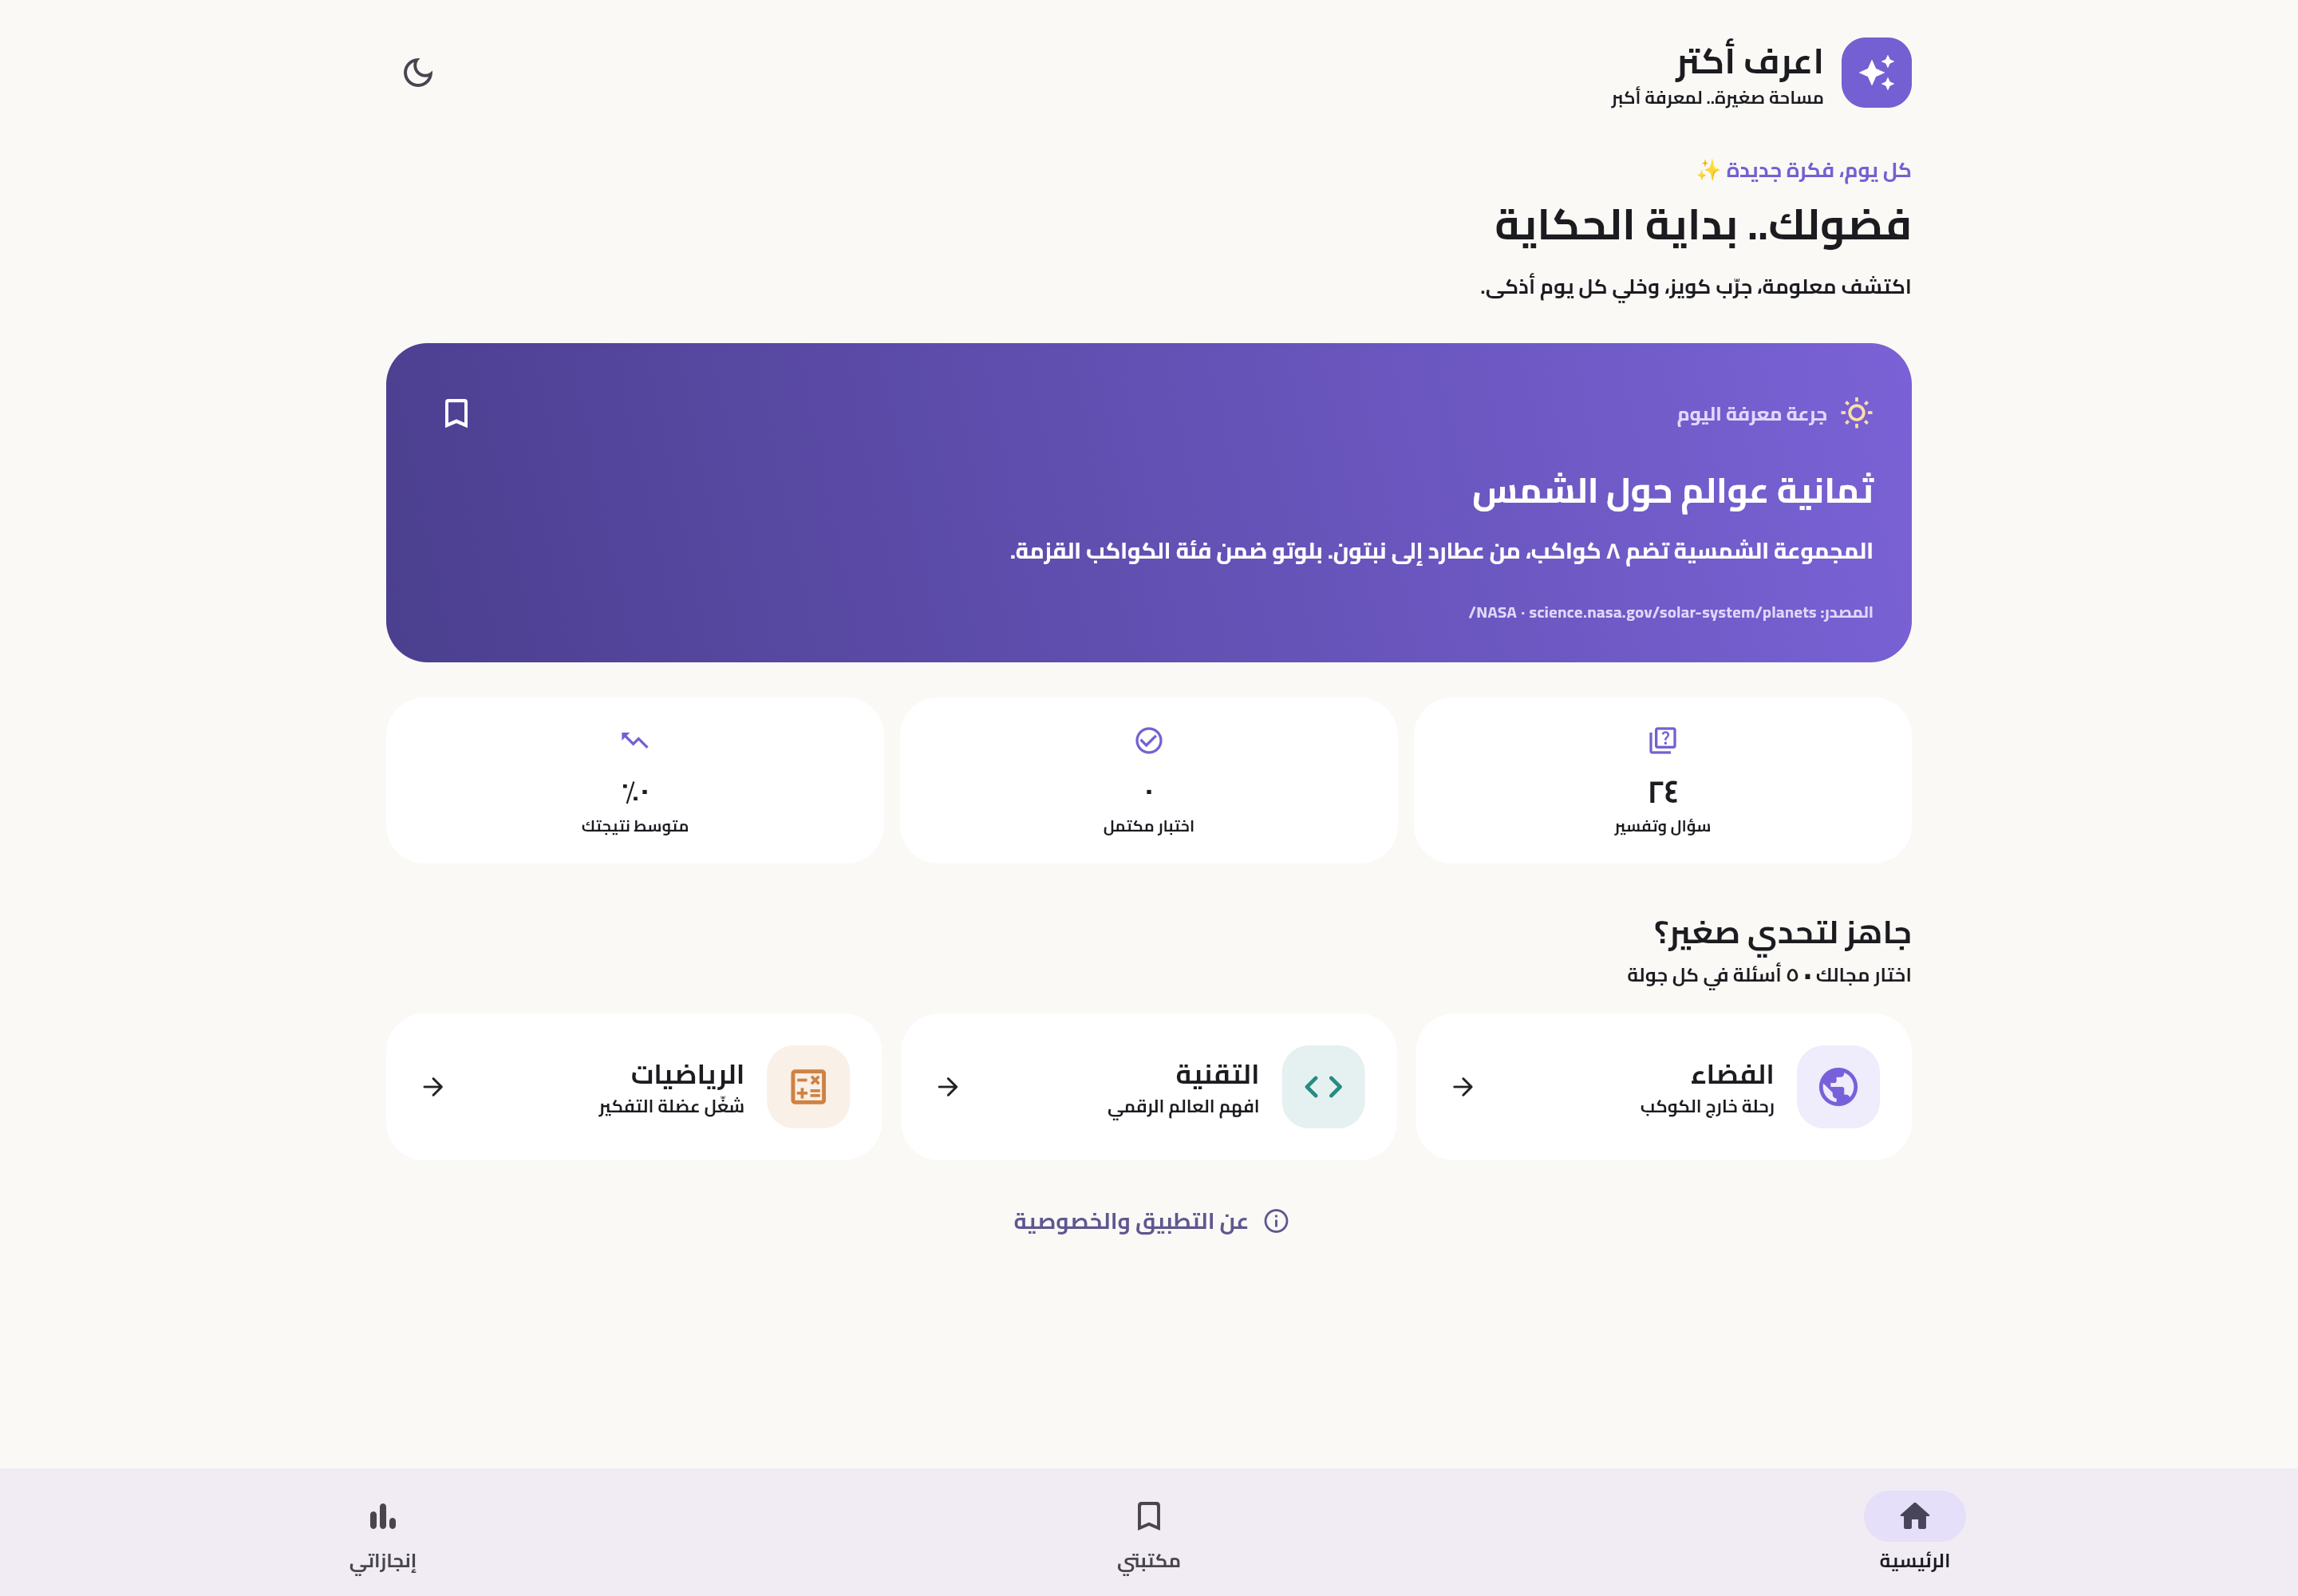 اعرف أكتر
مساحة صغيرة.. لمعرفة أكبر
كل يوم، فكرة جديدة ✨
فضولك.. بداية الحكاية
اكتشف معلومة، جرّب كويز، وخلي كل يوم أذكى.
جرعة معرفة اليوم
ثمانية عوالم حول الشمس
المجموعة الشمسية تضم ٨ كواكب، من عطارد إلى نبتون. بلوتو ضمن فئة الكواكب القزمة.
المصدر: NASA · science.nasa.gov/solar-system/planets/
٢٤
سؤال وتفسير
٠
اختبار مكتمل
٠٪
متوسط نتيجتك
جاهز لتحدي صغير؟
اختار مجالك • ٥ أسئلة في كل جولة
الفضاء
رحلة خارج الكوكب
التقنية
افهم العالم الرقمي
الرياضيات
شغّل عضلة التفكير
عن التطبيق والخصوصية
الرئيسية
مكتبتي
إنجازاتي